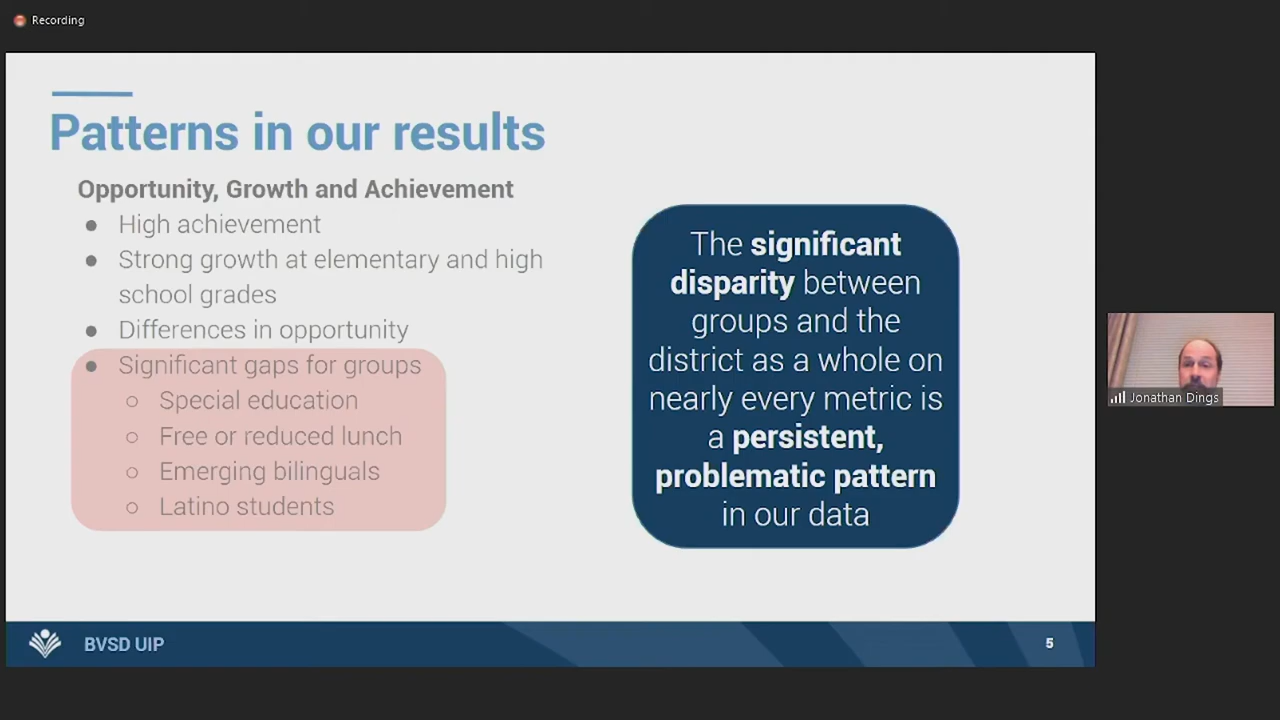 Recording
Patterns in our results
Opportunity, Growth and Achievement
● High achievement
● Strong growth at elementary and high
school grades
● Differences in opportunity
● Significant gaps for groups
○ Special education
○ Free or reduced lunch
○ Emerging bilinguals
○ Latino students
The significant
disparity between
groups and the
district as a whole on
nearly every metric is
a persistent,
problematic pattern
in our data
Jonathan Dings
BVSD UIP
5